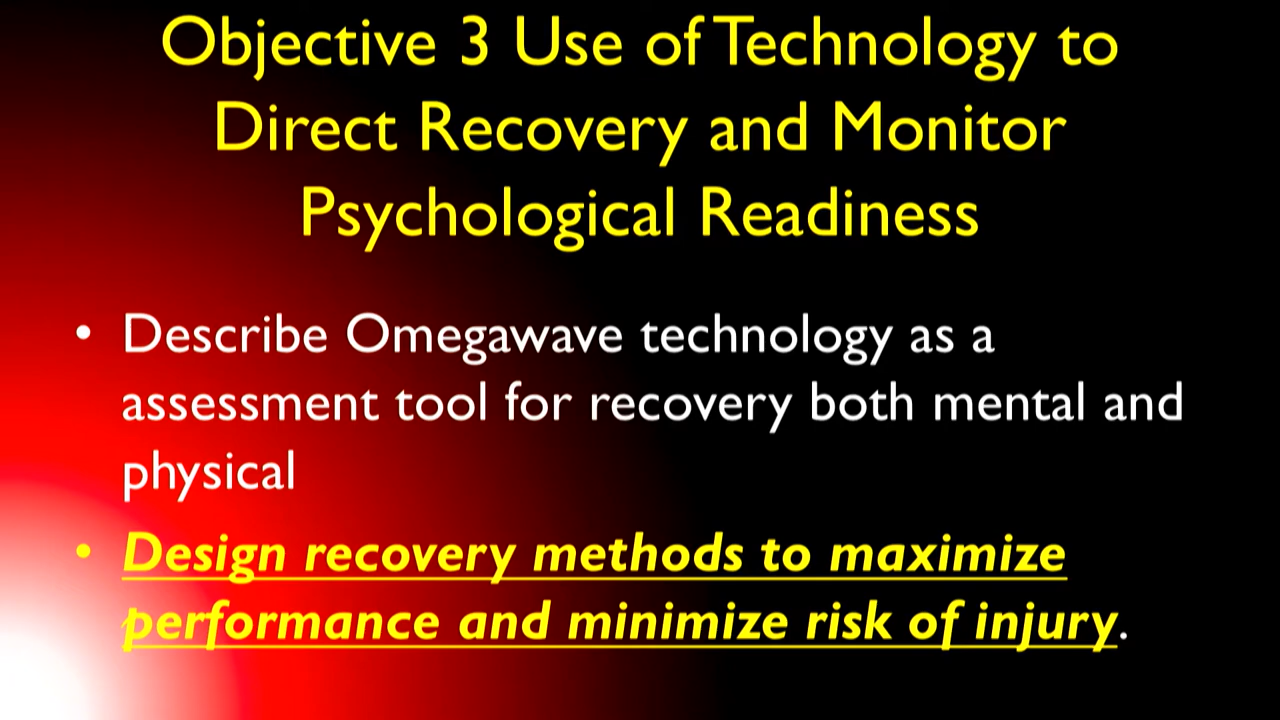 Objective 3 Use of Technology to
Direct Recovery and Monitor
Psychological Readiness
• Describe Omegawave technology as a
assessment tool for recovery both mental and
physical
• Design recovery methods to maximize
performance and minimize risk of injury.